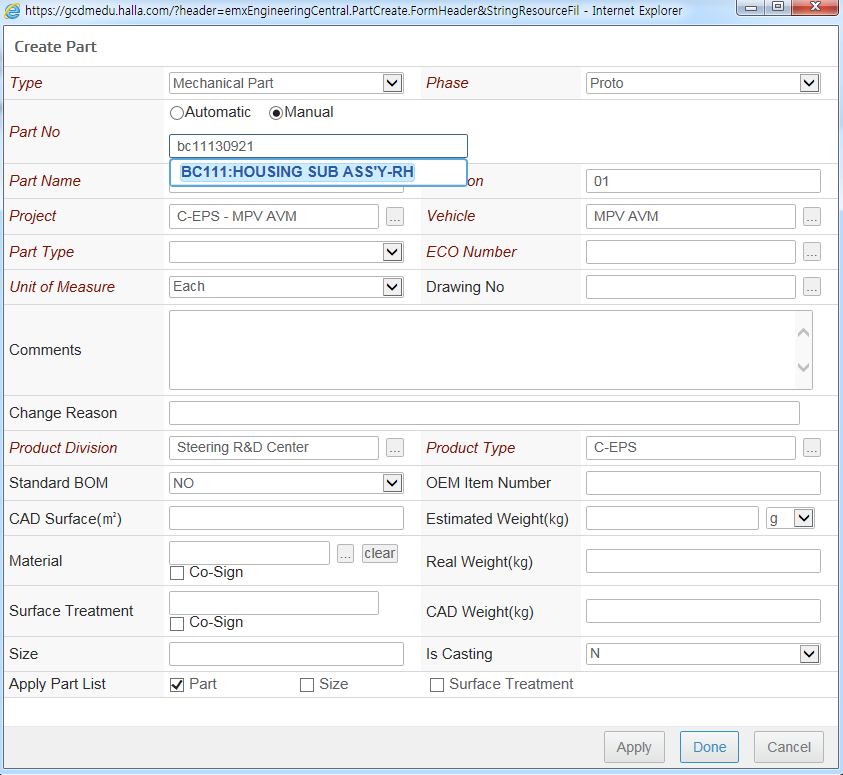 https://gcdmedu.halla.com/?header=emxEngineeringCentral.PartCreate.FormHeader&StringResourceFil - Internet Explorer
Create Part
Type Mechanical Part Phase Proto
Automatic Manual
Part No
bc11130921
BC111:HOUSING SUB ASS'Y-RH
Part Name on 01
Project C-EPS - MPV AVM ... Vehicle MPV AVM ...
Part Type ECO Number ...
Unit of Measure Each Drawing No ...
Comments
Change Reason
Product Division Steering R&D Center ... Product Type C-EPS ...
Standard BOM NO OEM Item Number
CAD Surface(㎡) Estimated Weight(kg) g
Material ... clear Real Weight(kg)
Co-Sign
Surface Treatment CAD Weight(kg)
Co-Sign
Size Is Casting N
Apply Part List Part Size Surface Treatment
Apply Done Cancel